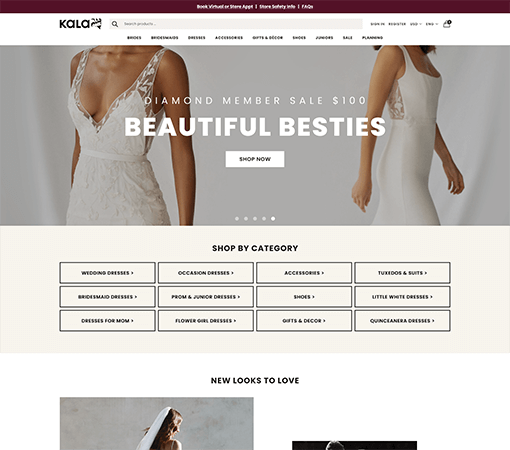 Book Virtual or Store Appt | Store Safety info | FAQs
KALA
Search products...
SIGN IN REGISTER USD ENG 0
BRIDES BRIDESMAIDS DRESSES ACCESSORIES GIFTS & DÉCOR SHOES JUNIORS SALE PLANNING
DIAMOND MEMBER SALE $100
BEAUTIFUL BESTIES
SHOP NOW
SHOP BY CATEGORY
WEDDING DRESSES > OCCASION DRESSES > ACCESSORIES > TUXEDOS & SUITS >
BRIDESMAID DRESSES > PROM & JUNIOR DRESSES > SHOES > LITTLE WHITE DRESSES >
DRESSES FOR MOM > FLOWER GIRL DRESSES > GIFTS & DECOR > QUINCEANERA DRESSES >
NEW LOOKS TO LOVE